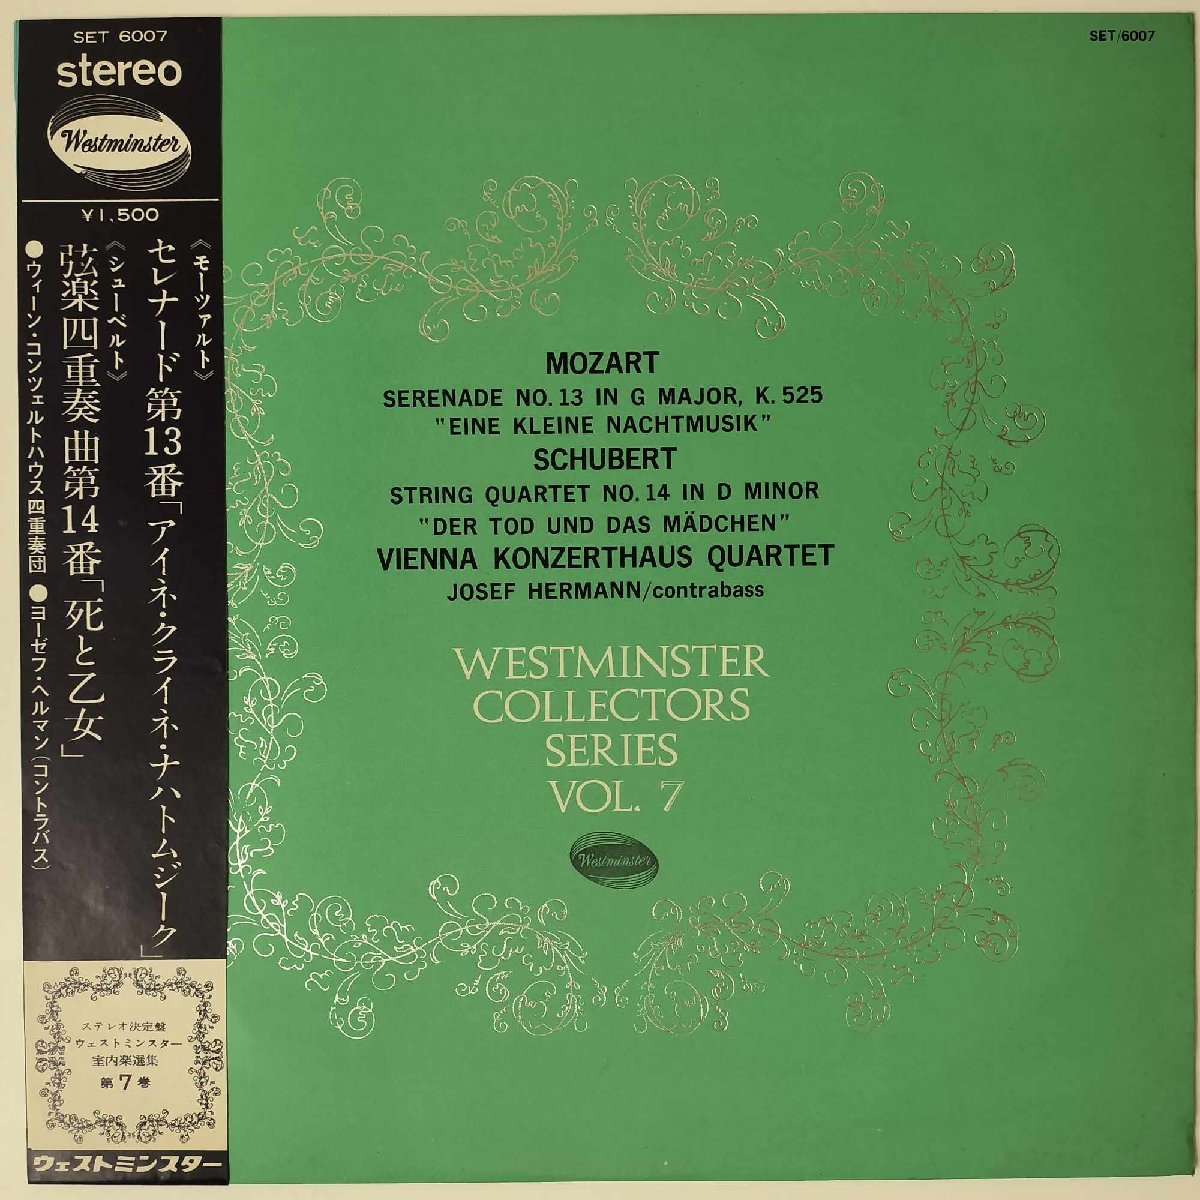 SET 6007
stereo
Westminster
¥1,500
《モーツァルト》
セレナード第13番「アイネ・クライネ・ナハトムジーク」
《シューベルト》
弦楽四重奏曲第14番「死と乙女」
●ウィーン・コンツェルトハウス四重奏団 ●ヨーゼフ・ヘルマン(コントラバス)
ステレオ決定盤
ウェストミンスター
室内楽選集
第7巻
ウェストミンスター
SET/6007
MOZART
SERENADE NO.13 IN G MAJOR, K.525
"EINE KLEINE NACHTMUSIK"
SCHUBERT
STRING QUARTET NO.14 IN D MINOR
"DER TOD UND DAS MÄDCHEN"
VIENNA KONZERTHAUS QUARTET
JOSEF HERMANN/contrabass
WESTMINSTER
COLLECTORS
SERIES
VOL. 7
Westminster